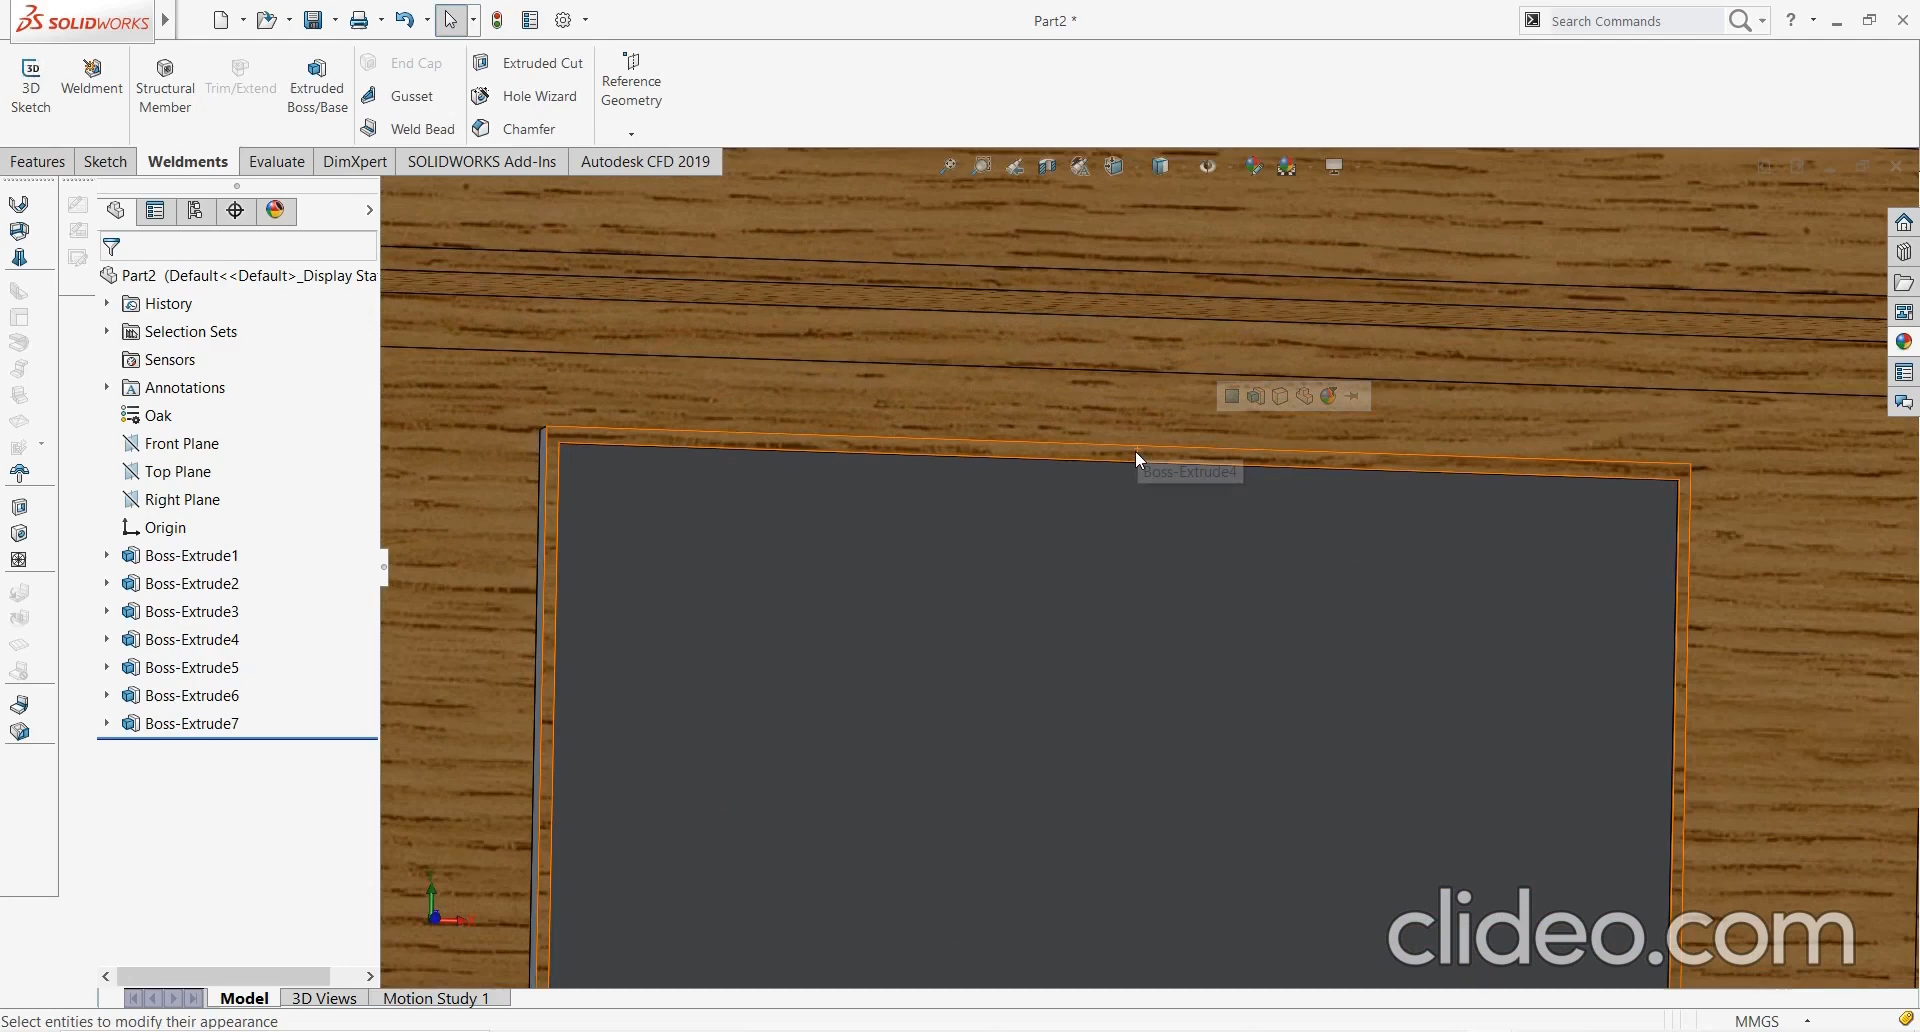 SOLIDWORKS
Part2 *
Search Commands
?
3D
Sketch
Weldment
Structural
Member
Trim/Extend
Extruded
Boss/Base
End Cap
Gusset
Weld Bead
Extruded Cut
Hole Wizard
Chamfer
Reference
Geometry
Features
Sketch
Weldments
Evaluate
DimXpert
SOLIDWORKS Add-Ins
Autodesk CFD 2019
Part2 (Default<<Default>_Display Sta
History
Selection Sets
Sensors
Annotations
Oak
Front Plane
Top Plane
Right Plane
Origin
Boss-Extrude1
Boss-Extrude2
Boss-Extrude3
Boss-Extrude4
Boss-Extrude5
Boss-Extrude6
Boss-Extrude7
Boss-Extrude4
clideo.com
Model
3D Views
Motion Study 1
Select entities to modify their appearance
MMGS